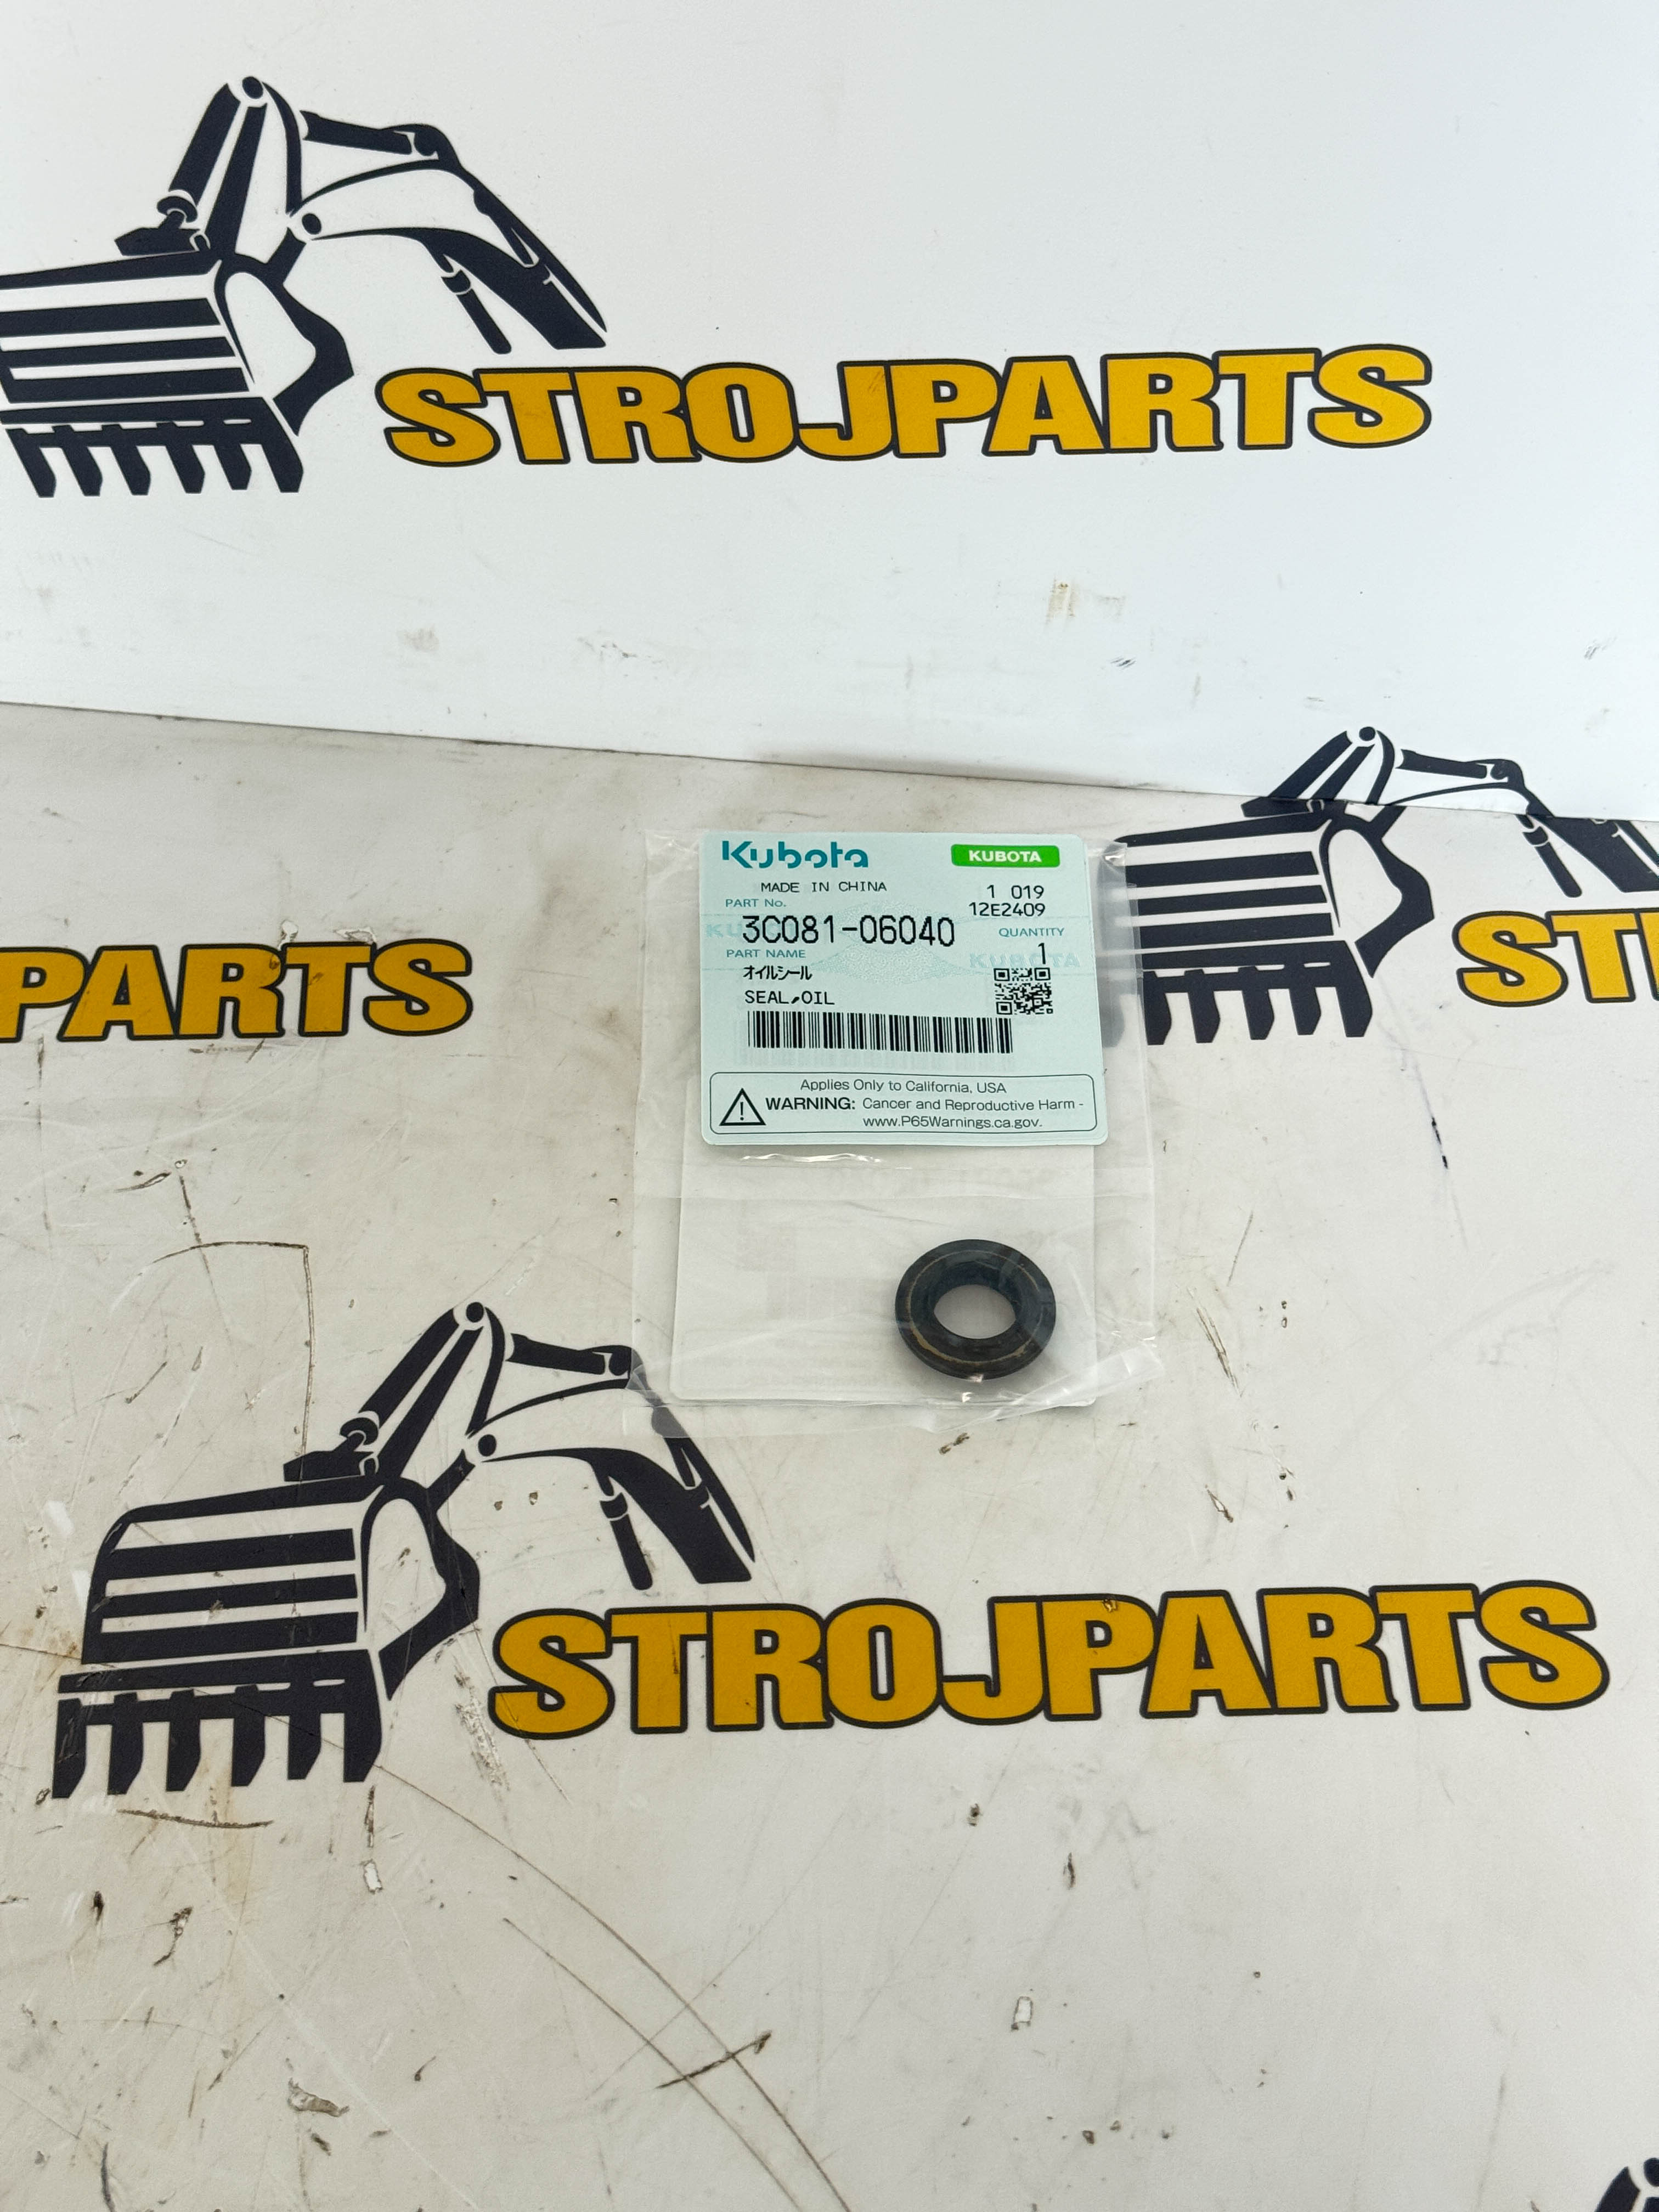 STROJPARTS
Kubota KUBOTA
MADE IN CHINA 1 019
PART No. 12E2409
3C081-06040 QUANTITY
PART NAME 1
オイルシール
SEAL,OIL
Applies Only to California, USA
WARNING: Cancer and Reproductive Harm -
www.P65Warnings.ca.gov.
PARTS
ST
STROJPARTS
KUBOTA